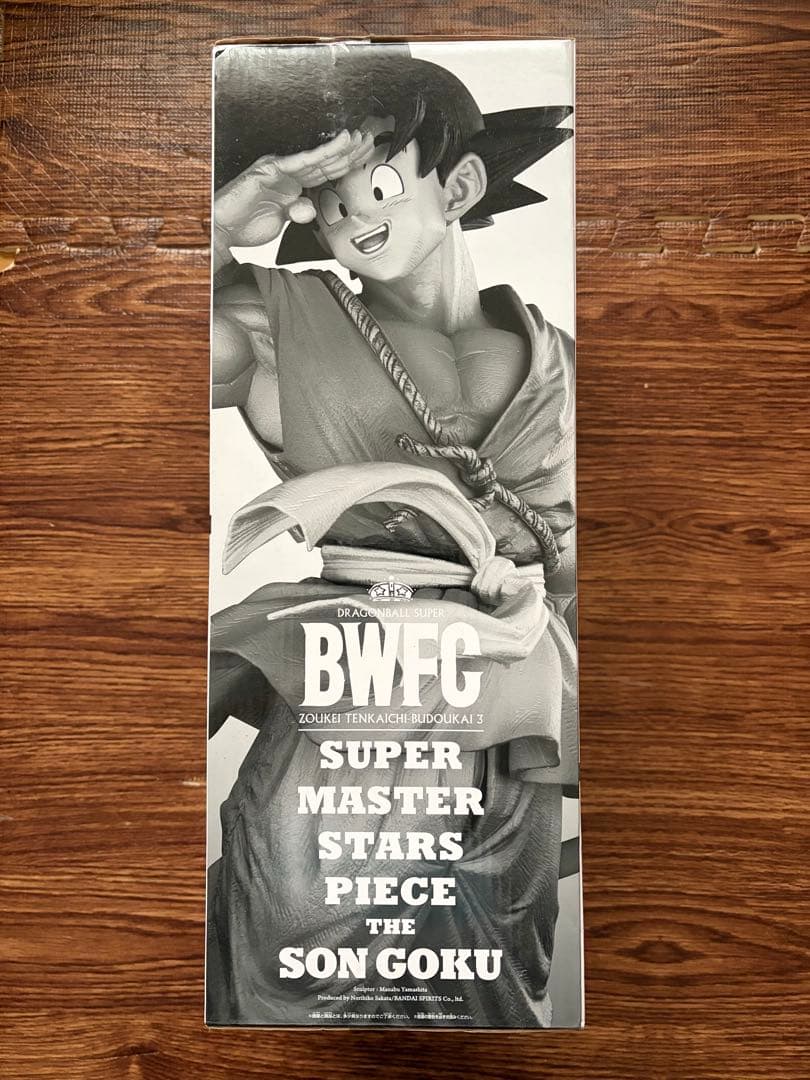 DRAGONBALL SUPER
BWFC
ZOUKEI TENKAICHI-BUDOUKAI 3
SUPER
MASTER
STARS
PIECE
THE
SON GOKU
Sculptor : Manabu Yamashita
Produced by Norihiko Sakata/BANDAI SPIRITS Co., ltd.